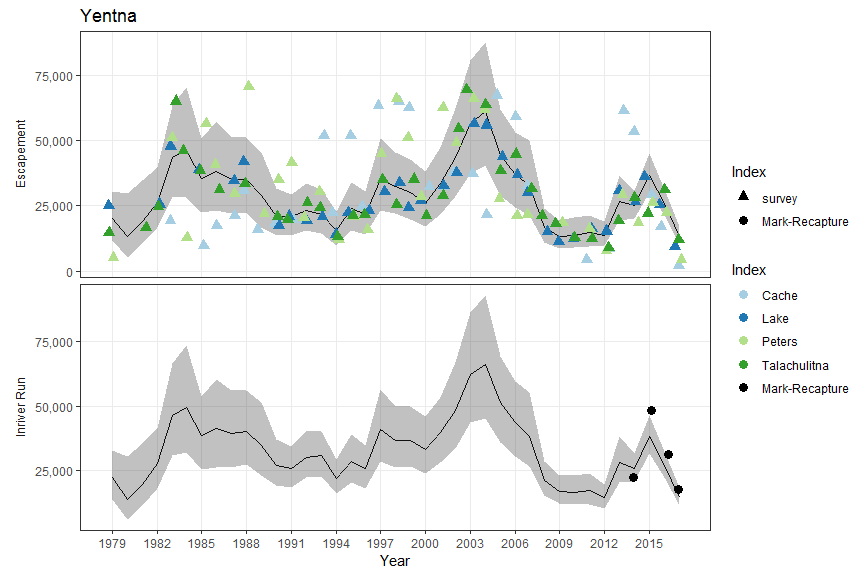 Yentna
Escapement
75,000
50,000
25,000
0
Inriver Run
75,000
50,000
25,000
1979 1982 1985 1988 1991 1994 1997 2000 2003 2006 2009 2012 2015
Year
Index
survey
Mark-Recapture
Index
Cache
Lake
Peters
Talachulitna
Mark-Recapture